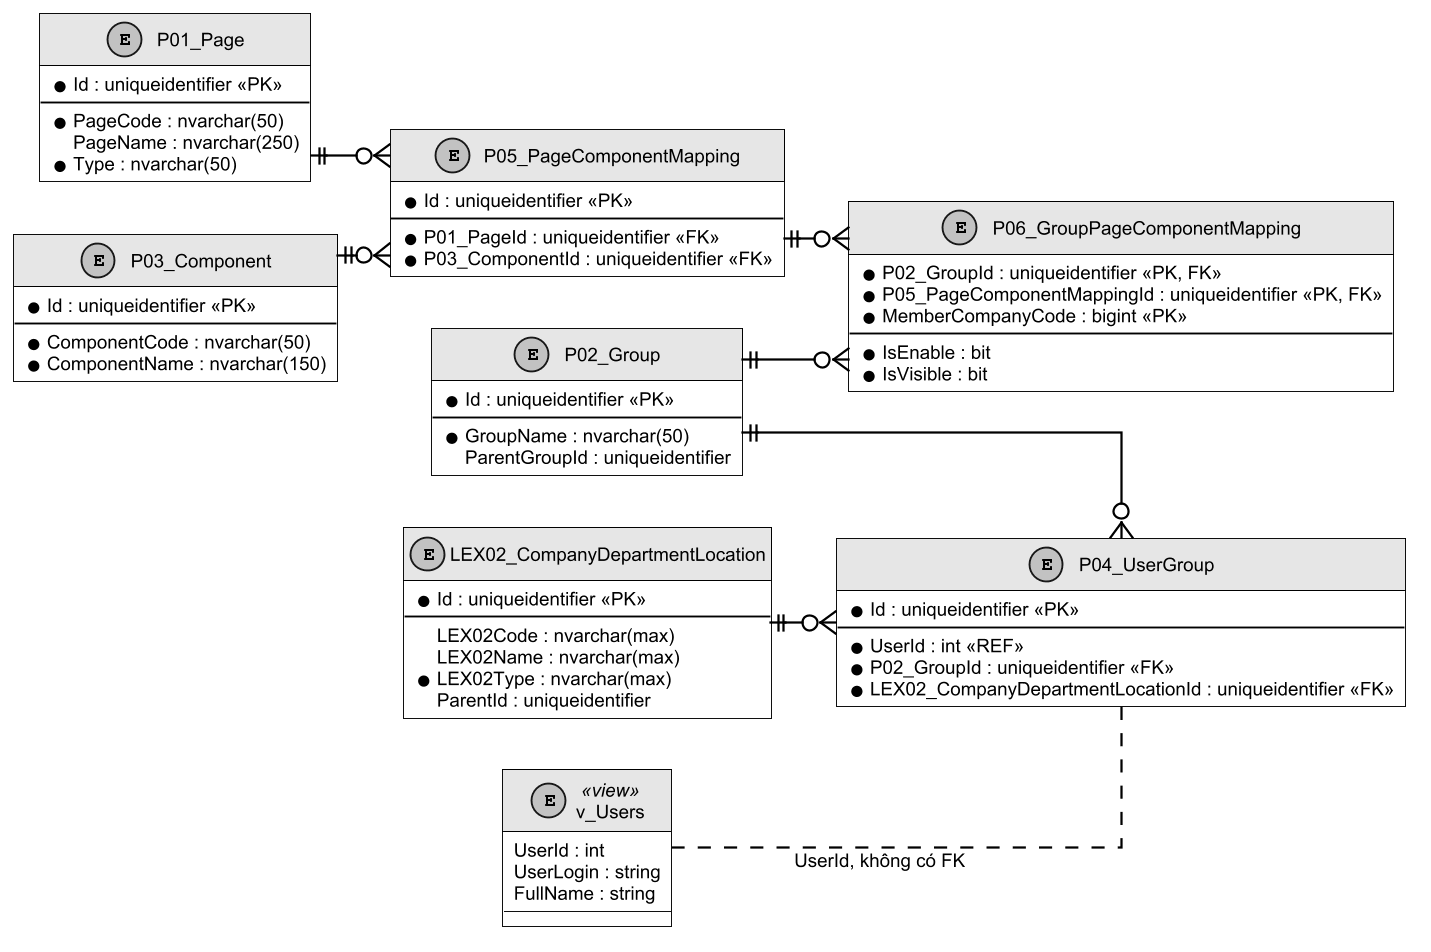 E P01_Page
Id : uniqueidentifier «PK»
PageCode : nvarchar(50)
PageName : nvarchar(250)
Type : nvarchar(50)
E P05_PageComponentMapping
Id : uniqueidentifier «PK»
P01_PageId : uniqueidentifier «FK»
P03_ComponentId : uniqueidentifier «FK»
E P03_Component
Id : uniqueidentifier «PK»
ComponentCode : nvarchar(50)
ComponentName : nvarchar(150)
E P06_GroupPageComponentMapping
P02_GroupId : uniqueidentifier «PK, FK»
P05_PageComponentMappingId : uniqueidentifier «PK, FK»
MemberCompanyCode : bigint «PK»
IsEnable : bit
IsVisible : bit
E P02_Group
Id : uniqueidentifier «PK»
GroupName : nvarchar(50)
ParentGroupId : uniqueidentifier
E LEX02_CompanyDepartmentLocation
Id : uniqueidentifier «PK»
LEX02Code : nvarchar(max)
LEX02Name : nvarchar(max)
LEX02Type : nvarchar(max)
ParentId : uniqueidentifier
E P04_UserGroup
Id : uniqueidentifier «PK»
UserId : int «REF»
P02_GroupId : uniqueidentifier «FK»
LEX02_CompanyDepartmentLocationId : uniqueidentifier «FK»
E «view»
v_Users
UserId : int
UserLogin : string
FullName : string
UserId, không có FK